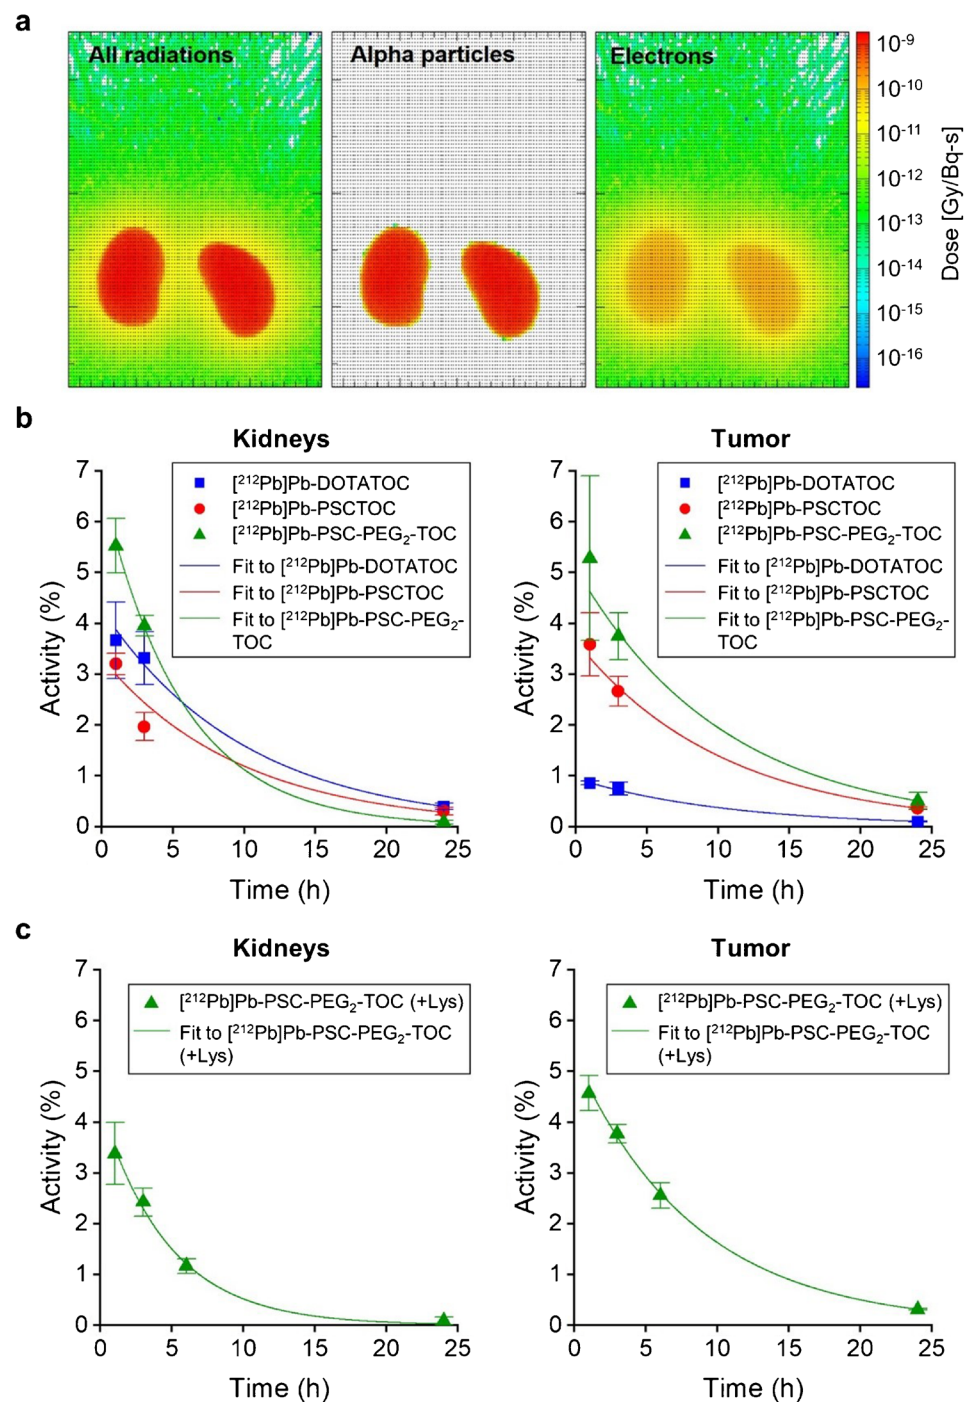 a
All radiations
Alpha particles
Electrons
10⁻⁹
10⁻¹⁰
10⁻¹¹
10⁻¹²
10⁻¹³
10⁻¹⁴
10⁻¹⁵
10⁻¹⁶
Dose [Gy/Bq-s]
b
Kidneys
7
6
5
4
3
2
1
0
Activity (%)
[²¹²Pb]Pb-DOTATOC
[²¹²Pb]Pb-PSCTOC
[²¹²Pb]Pb-PSC-PEG₂-TOC
Fit to [²¹²Pb]Pb-DOTATOC
Fit to [²¹²Pb]Pb-PSCTOC
Fit to [²¹²Pb]Pb-PSC-PEG₂-
TOC
0 5 10 15 20 25
Time (h)
Tumor
7
6
5
4
3
2
1
0
Activity (%)
[²¹²Pb]Pb-DOTATOC
[²¹²Pb]Pb-PSCTOC
[²¹²Pb]Pb-PSC-PEG₂-TOC
Fit to [²¹²Pb]Pb-DOTATOC
Fit to [²¹²Pb]Pb-PSCTOC
Fit to [²¹²Pb]Pb-PSC-PEG₂-
TOC
0 5 10 15 20 25
Time (h)
c
Kidneys
7
6
5
4
3
2
1
0
Activity (%)
[²¹²Pb]Pb-PSC-PEG₂-TOC (+Lys)
Fit to [²¹²Pb]Pb-PSC-PEG₂-TOC
(+Lys)
0 5 10 15 20 25
Time (h)
Tumor
7
6
5
4
3
2
1
0
Activity (%)
[²¹²Pb]Pb-PSC-PEG₂-TOC (+Lys)
Fit to [²¹²Pb]Pb-PSC-PEG₂-TOC
(+Lys)
0 5 10 15 20 25
Time (h)